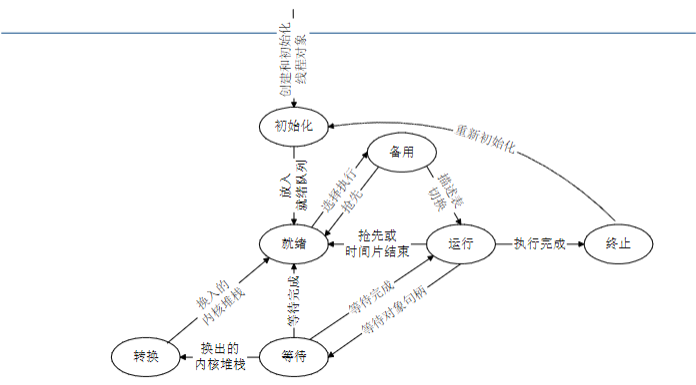 创建和初始化
线程对象
初始化
重新初始化
备用
放入
就绪队列
选择执行
抢先
描述表
切换
就绪
抢先或
时间片结束
运行
执行完成
终止
换入的
内核堆栈
等待完成
等待完成
等待对象句柄
转换
换出的
内核堆栈
等待